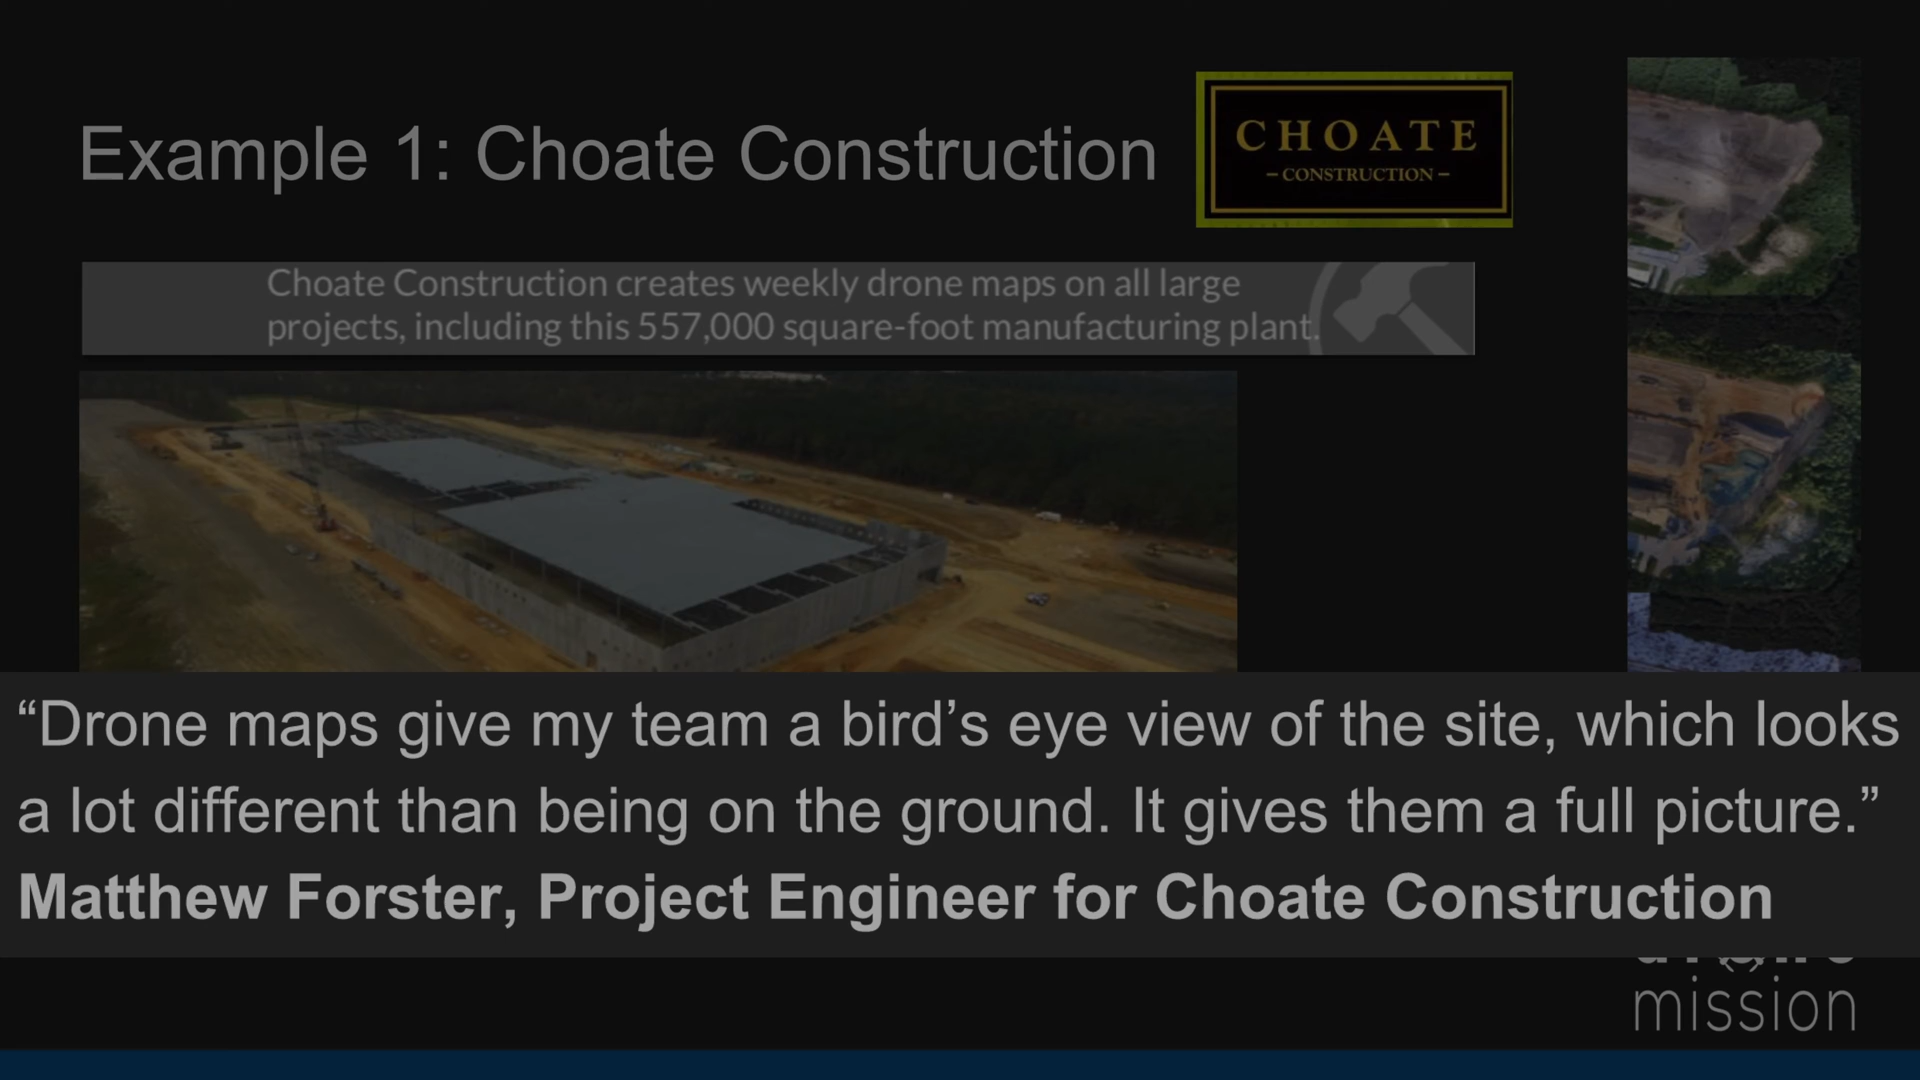 Example 1: Choate Construction
CHOATE
– CONSTRUCTION –
Choate Construction creates weekly drone maps on all large
projects, including this 557,000 square-foot manufacturing plant.
“Drone maps give my team a bird’s eye view of the site, which looks
a lot different than being on the ground. It gives them a full picture.”
Matthew Forster, Project Engineer for Choate Construction
mission